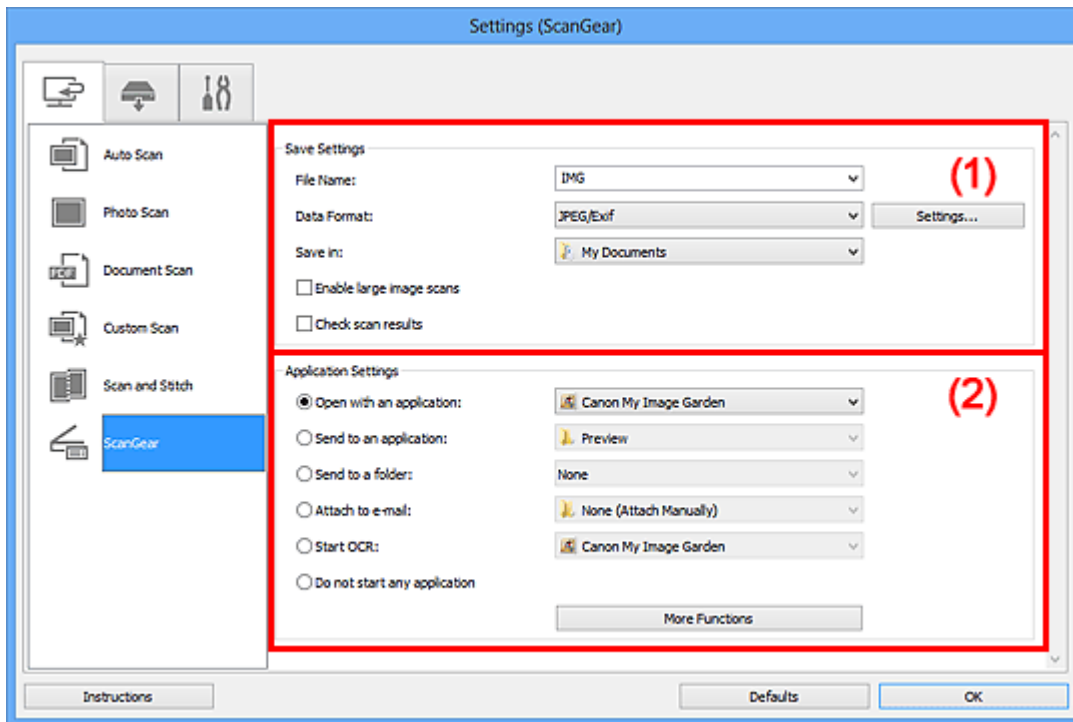 Settings (ScanGear)
Auto Scan
Photo Scan
Document Scan
Custom Scan
Scan and Stitch
ScanGear
Save Settings
(1)
File Name: IMG
Data Format: JPEG/Exif Settings...
Save in: My Documents
Enable large image scans
Check scan results
Application Settings
(2)
Open with an application: Canon My Image Garden
Send to an application: Preview
Send to a folder: None
Attach to e-mail: None (Attach Manually)
Start OCR: Canon My Image Garden
Do not start any application
More Functions
Instructions Defaults OK